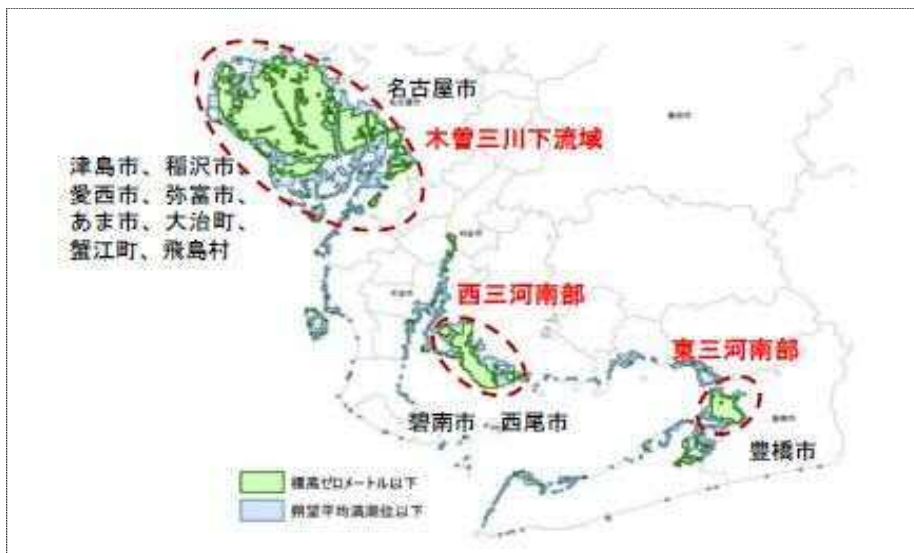 名古屋市
木曽三川下流域
津島市、稲沢市、
愛西市、弥富市、
あま市、大治町、
蟹江町、飛島村
西三河南部
東三河南部
碧南市 西尾市
豊橋市
標高ゼロメートル以下
朔望平均満潮位以下